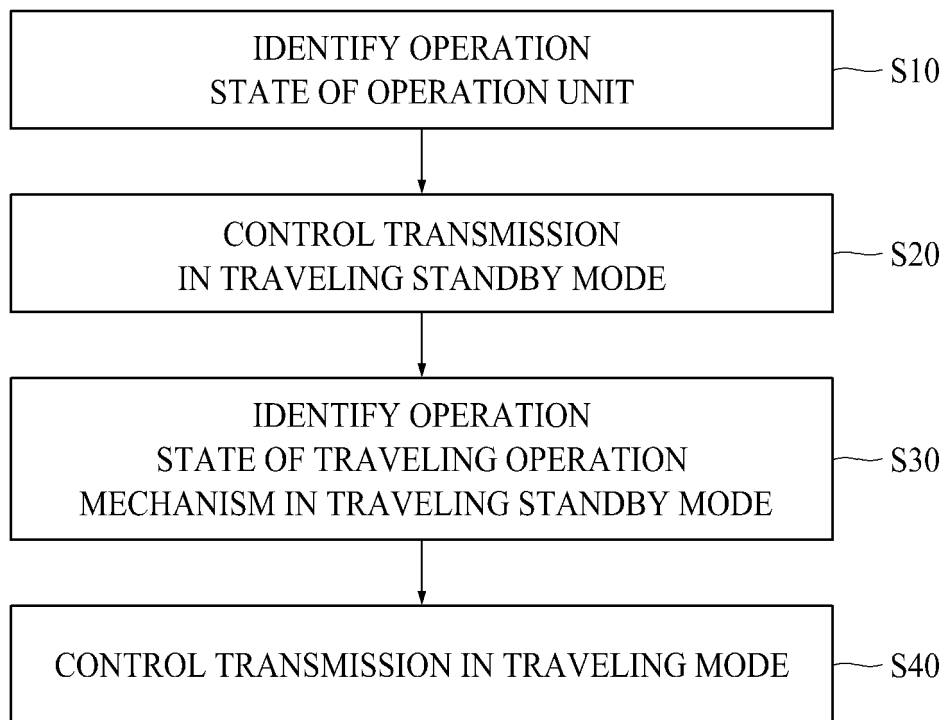 IDENTIFY OPERATION
STATE OF OPERATION UNIT
S10
CONTROL TRANSMISSION
IN TRAVELING STANDBY MODE
S20
IDENTIFY OPERATION
STATE OF TRAVELING OPERATION
MECHANISM IN TRAVELING STANDBY MODE
S30
CONTROL TRANSMISSION IN TRAVELING MODE
S40